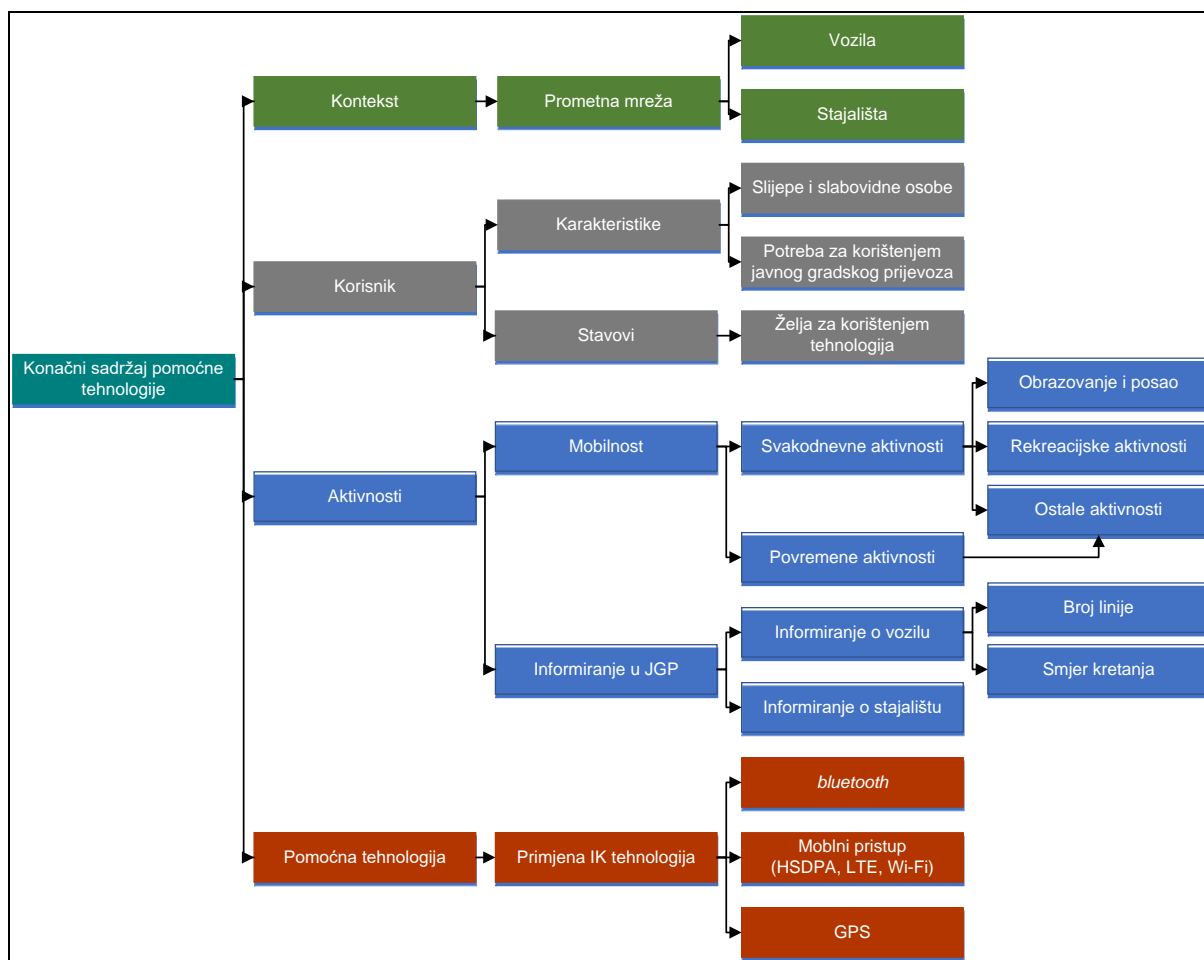 Konačni sadržaj pomoćne
tehnologije
Kontekst
Prometna mreža
Vozila
Stajališta
Korisnik
Karakteristike
Slijepe i slabovidne osobe
Potreba za korištenjem
javnog gradskog prijevoza
Stavovi
Želja za korištenjem
tehnologija
Aktivnosti
Mobilnost
Svakodnevne aktivnosti
Obrazovanje i posao
Rekreacijske aktivnosti
Ostale aktivnosti
Povremene aktivnosti
Informiranje u JGP
Informiranje o vozilu
Broj linije
Smjer kretanja
Informiranje o stajalištu
Pomoćna tehnologija
Primjena IK tehnologija
bluetooth
Moblni pristup
(HSDPA, LTE, Wi-Fi)
GPS